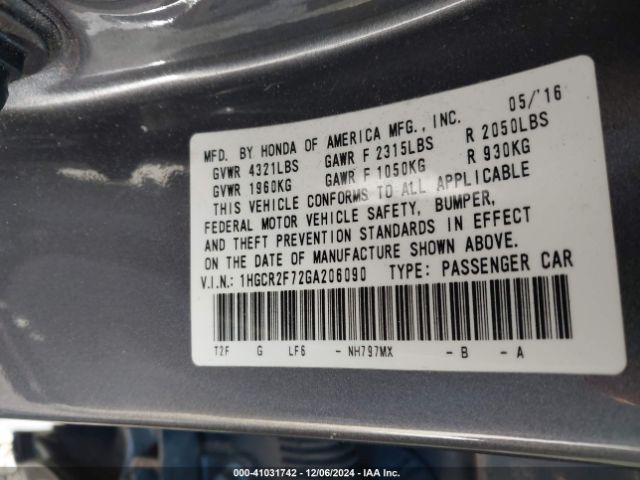 05/'16
MFD. BY HONDA OF AMERICA MFG., INC.
GVWR 4321LBS GAWR F 2315LBS R 2050LBS
GVWR 1960KG GAWR F 1050KG R 930KG
THIS VEHICLE CONFORMS TO ALL APPLICABLE
FEDERAL MOTOR VEHICLE SAFETY, BUMPER,
AND THEFT PREVENTION STANDARDS IN EFFECT
ON THE DATE OF MANUFACTURE SHOWN ABOVE.
V.I.N.: 1HGCR2F72GA206090 TYPE: PASSENGER CAR
T2F G LF6 - NH797MX - B - A
000-41031742 - 12/06/2024 - IAA Inc.